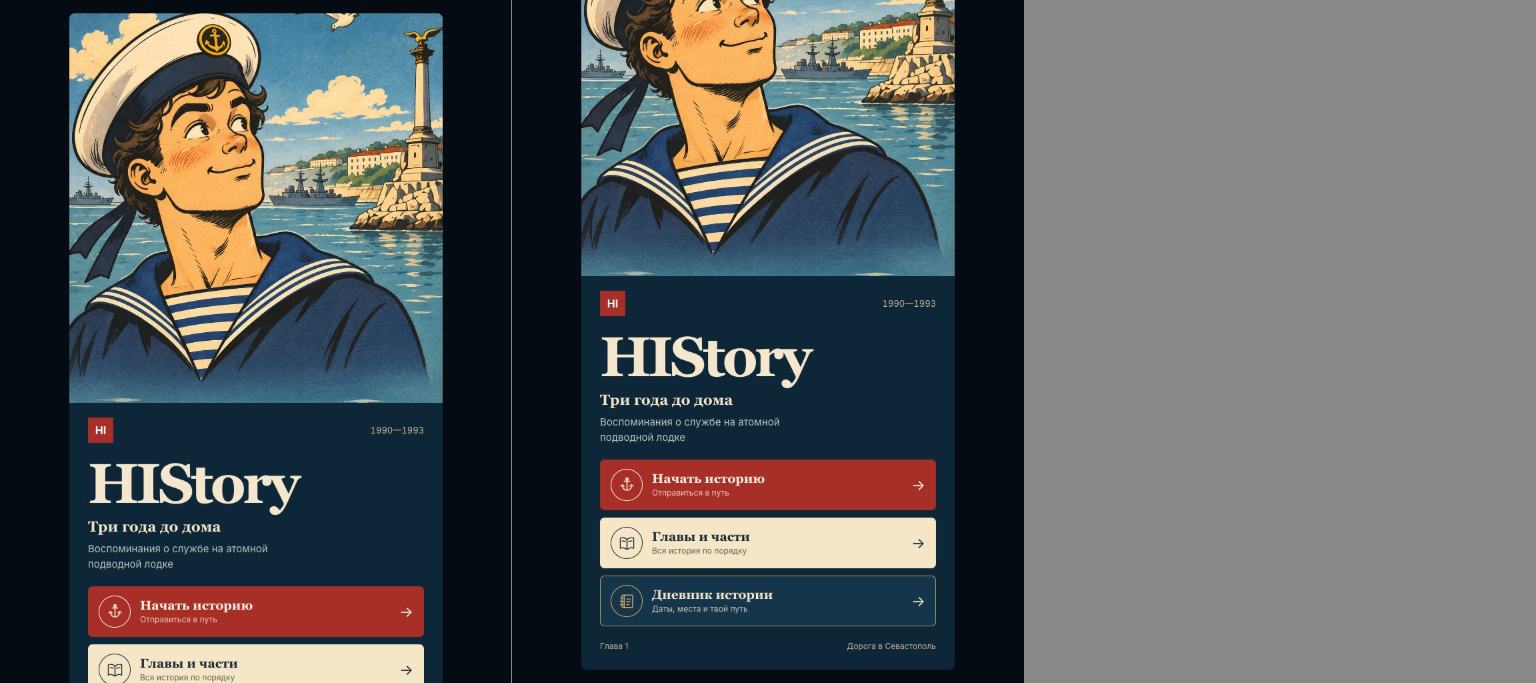 HI
1990—1993
HIStory
Три года до дома
Воспоминания о службе на атомной
подводной лодке
Начать историю
Отправиться в путь
Главы и части
Вся история по порядку
HI
1990—1993
HIStory
Три года до дома
Воспоминания о службе на атомной
подводной лодке
Начать историю
Отправиться в путь
Главы и части
Вся история по порядку
Дневник истории
Даты, места и твой путь
Глава 1
Дорога в Севастополь